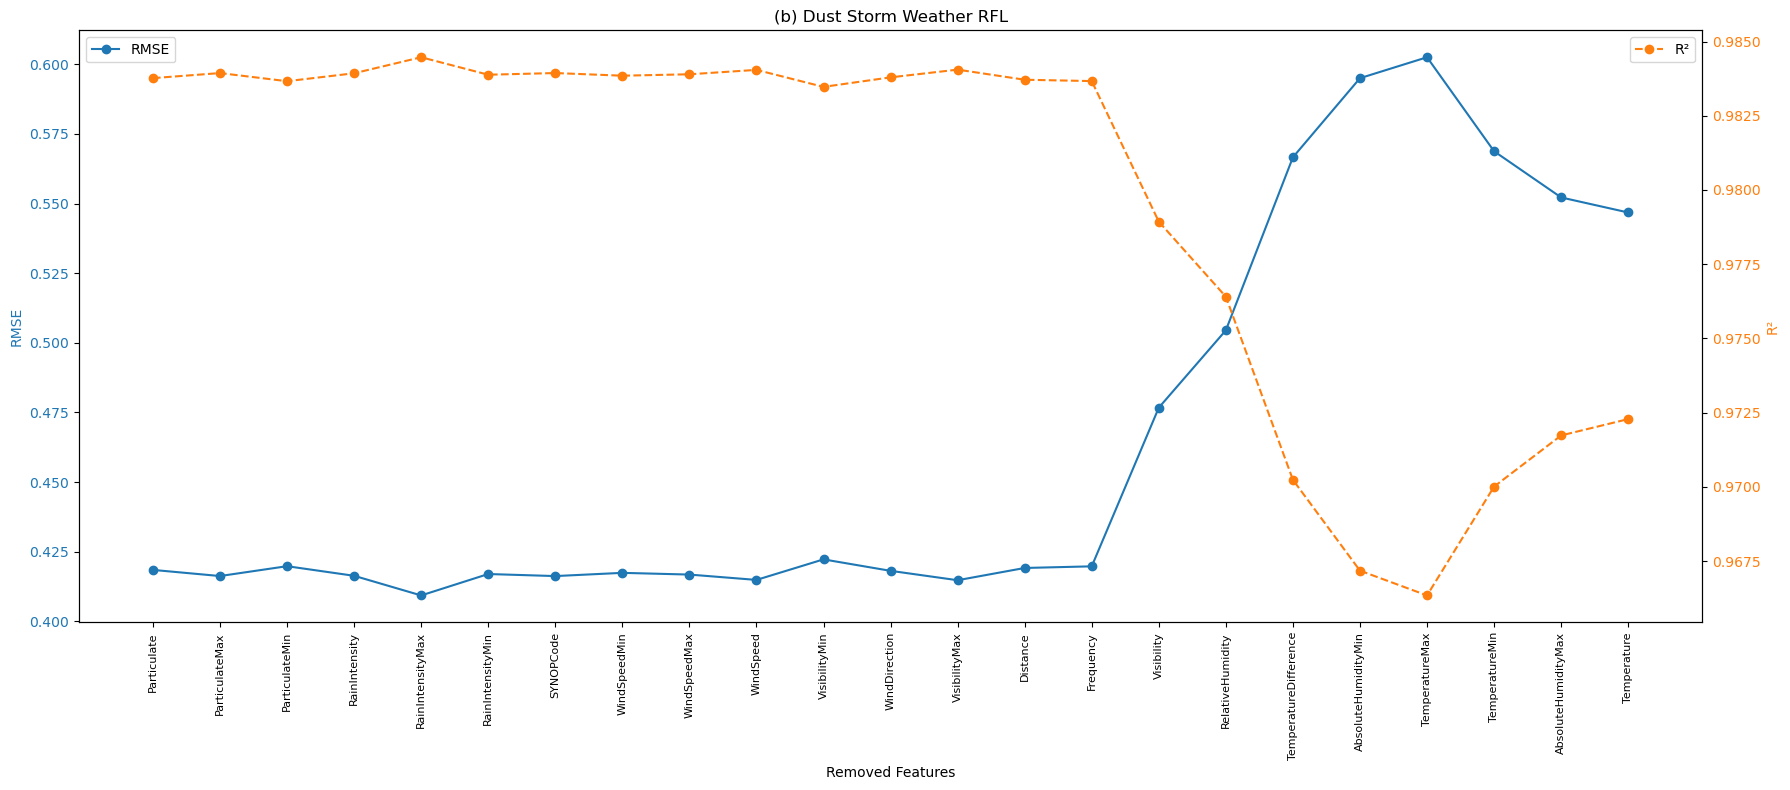 (b) Dust Storm Weather RFL
RMSE
R²
0.600
0.575
0.550
0.525
0.500
0.475
0.450
0.425
0.400
RMSE
0.9850
0.9825
0.9800
0.9775
0.9750
0.9725
0.9700
0.9675
R²
Particulate
ParticulateMax
ParticulateMin
RainIntensity
RainIntensityMax
RainIntensityMin
SYNOPCode
WindSpeedMin
WindSpeedMax
WindSpeed
VisibilityMin
WindDirection
VisibilityMax
Distance
Frequency
Visibility
RelativeHumidity
TemperatureDifference
AbsoluteHumidityMin
TemperatureMax
TemperatureMin
AbsoluteHumidityMax
Temperature
Removed Features